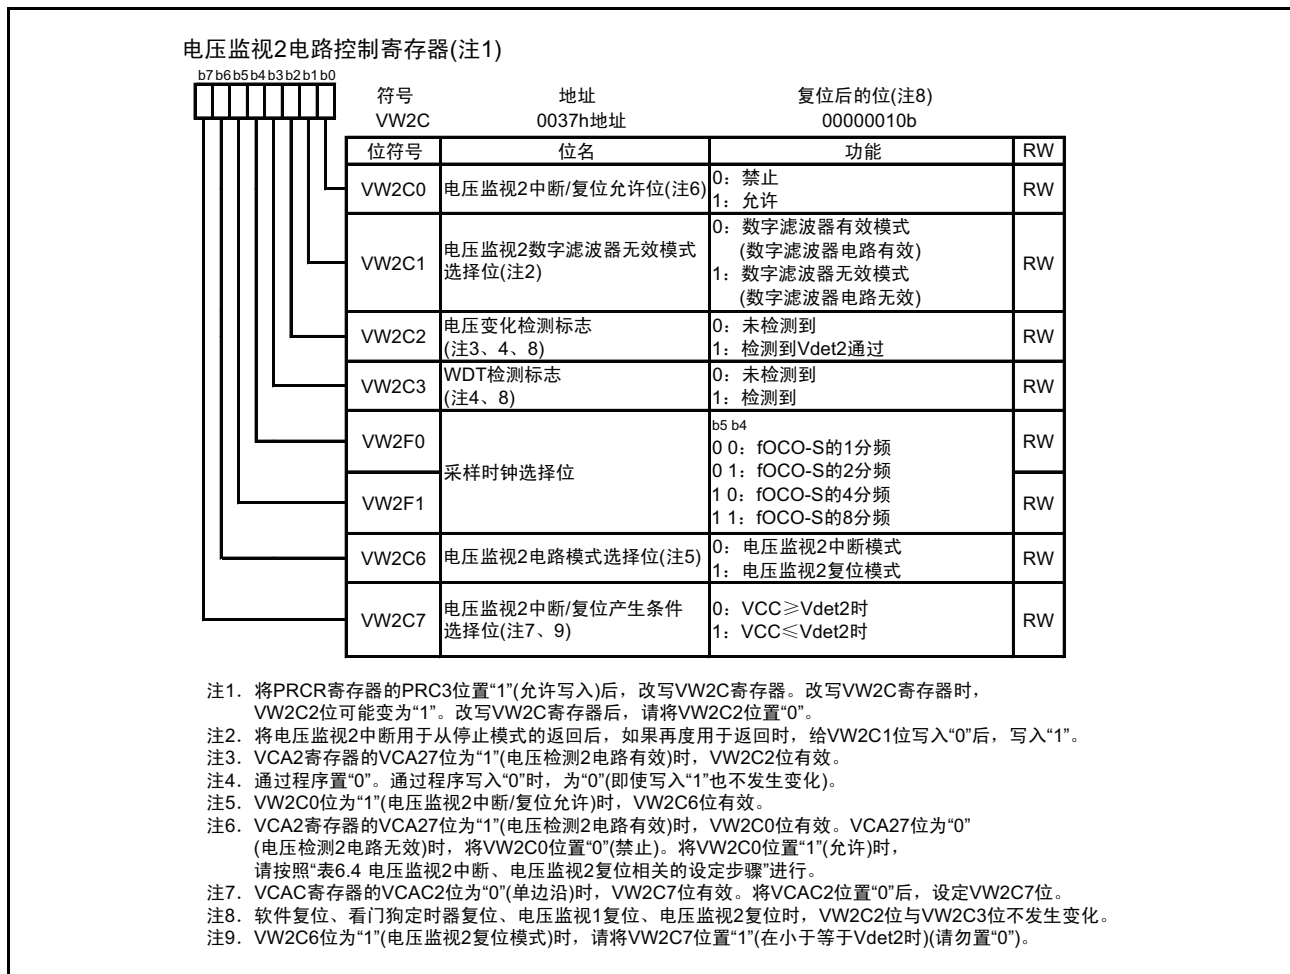 电压监视2电路控制寄存器(注1)
b7 b6 b5 b4 b3 b2 b1 b0
符号 地址 复位后的位(注8)
VW2C 0037h地址 00000010b
位符号 位名 功能 RW
VW2C0 电压监视2中断/复位允许位(注6) 0：禁止 RW
1：允许
VW2C1 电压监视2数字滤波器无效模式 0：数字滤波器有效模式 RW
选择位(注2) (数字滤波器电路有效)
1：数字滤波器无效模式
(数字滤波器电路无效)
VW2C2 电压变化检测标志 0：未检测到 RW
(注3、4、8) 1：检测到Vdet2通过
VW2C3 WDT检测标志 0：未检测到 RW
(注4、8) 1：检测到
VW2F0 采样时钟选择位 b5 b4 RW
0 0：fOCO-S的1分频
0 1：fOCO-S的2分频
VW2F1 1 0：fOCO-S的4分频 RW
1 1：fOCO-S的8分频
VW2C6 电压监视2电路模式选择位(注5) 0：电压监视2中断模式 RW
1：电压监视2复位模式
VW2C7 电压监视2中断/复位产生条件 0：VCC≥Vdet2时 RW
选择位(注7、9) 1：VCC≤Vdet2时
注1. 将PRCR寄存器的PRC3位置“1”(允许写入)后，改写VW2C寄存器。改写VW2C寄存器时，
VW2C2位可能变为“1”。改写VW2C寄存器后，请将VW2C2位置“0”。
注2. 将电压监视2中断用于从停止模式的返回后，如果再度用于返回时，给VW2C1位写入“0”后，写入“1”。
注3. VCA2寄存器的VCA27位为“1”(电压检测2电路有效)时，VW2C2位有效。
注4. 通过程序置“0”。通过程序写入“0”时，为“0”(即使写入“1”也不发生变化)。
注5. VW2C0位为“1”(电压监视2中断/复位允许)时，VW2C6位有效。
注6. VCA2寄存器的VCA27位为“1”(电压检测2电路有效)时，VW2C0位有效。VCA27位为“0”
(电压检测2电路无效)时，将VW2C0位置“0”(禁止)。将VW2C0位置“1”(允许)时，
请按照“表6.4 电压监视2中断、电压监视2复位相关的设定步骤”进行。
注7. VCAC寄存器的VCAC2位为“0”(单边沿)时，VW2C7位有效。将VCAC2位置“0”后，设定VW2C7位。
注8. 软件复位、看门狗定时器复位、电压监视1复位、电压监视2复位时，VW2C2位与VW2C3位不发生变化。
注9. VW2C6位为“1”(电压监视2复位模式)时，请将VW2C7位置“1”(在小于等于Vdet2时)(请勿置“0”)。